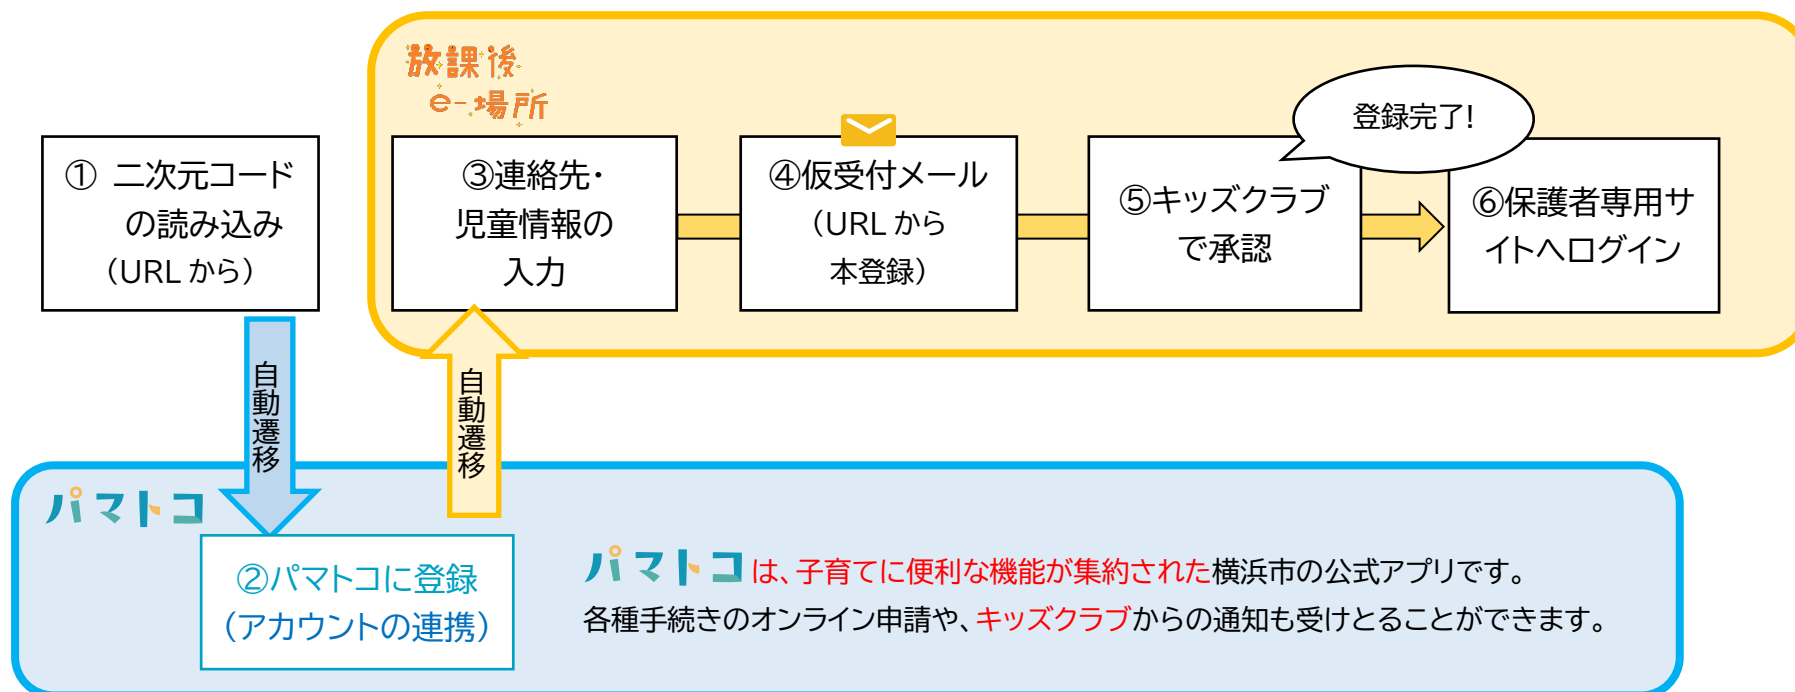 放課後
e-場所
① 二次元コード
の読み込み
（URLから）
自動遷移
パマトコ
②パマトコに登録
（アカウントの連携）
自動遷移
③連絡先・
児童情報の
入力
④仮受付メール
（URLから
本登録）
⑤キッズクラブ
で承認
登録完了!
⑥保護者専用サ
イトへログイン
パマトコは、子育てに便利な機能が集約された横浜市の公式アプリです。
各種手続きのオンライン申請や、キッズクラブからの通知も受けとることができます。